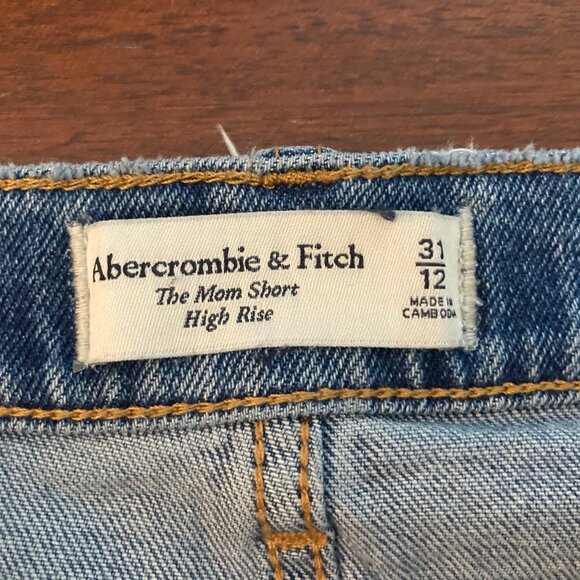 Abercrombie & Fitch
The Mom Short
High Rise
31
12
MADE IN
CAMBODIA